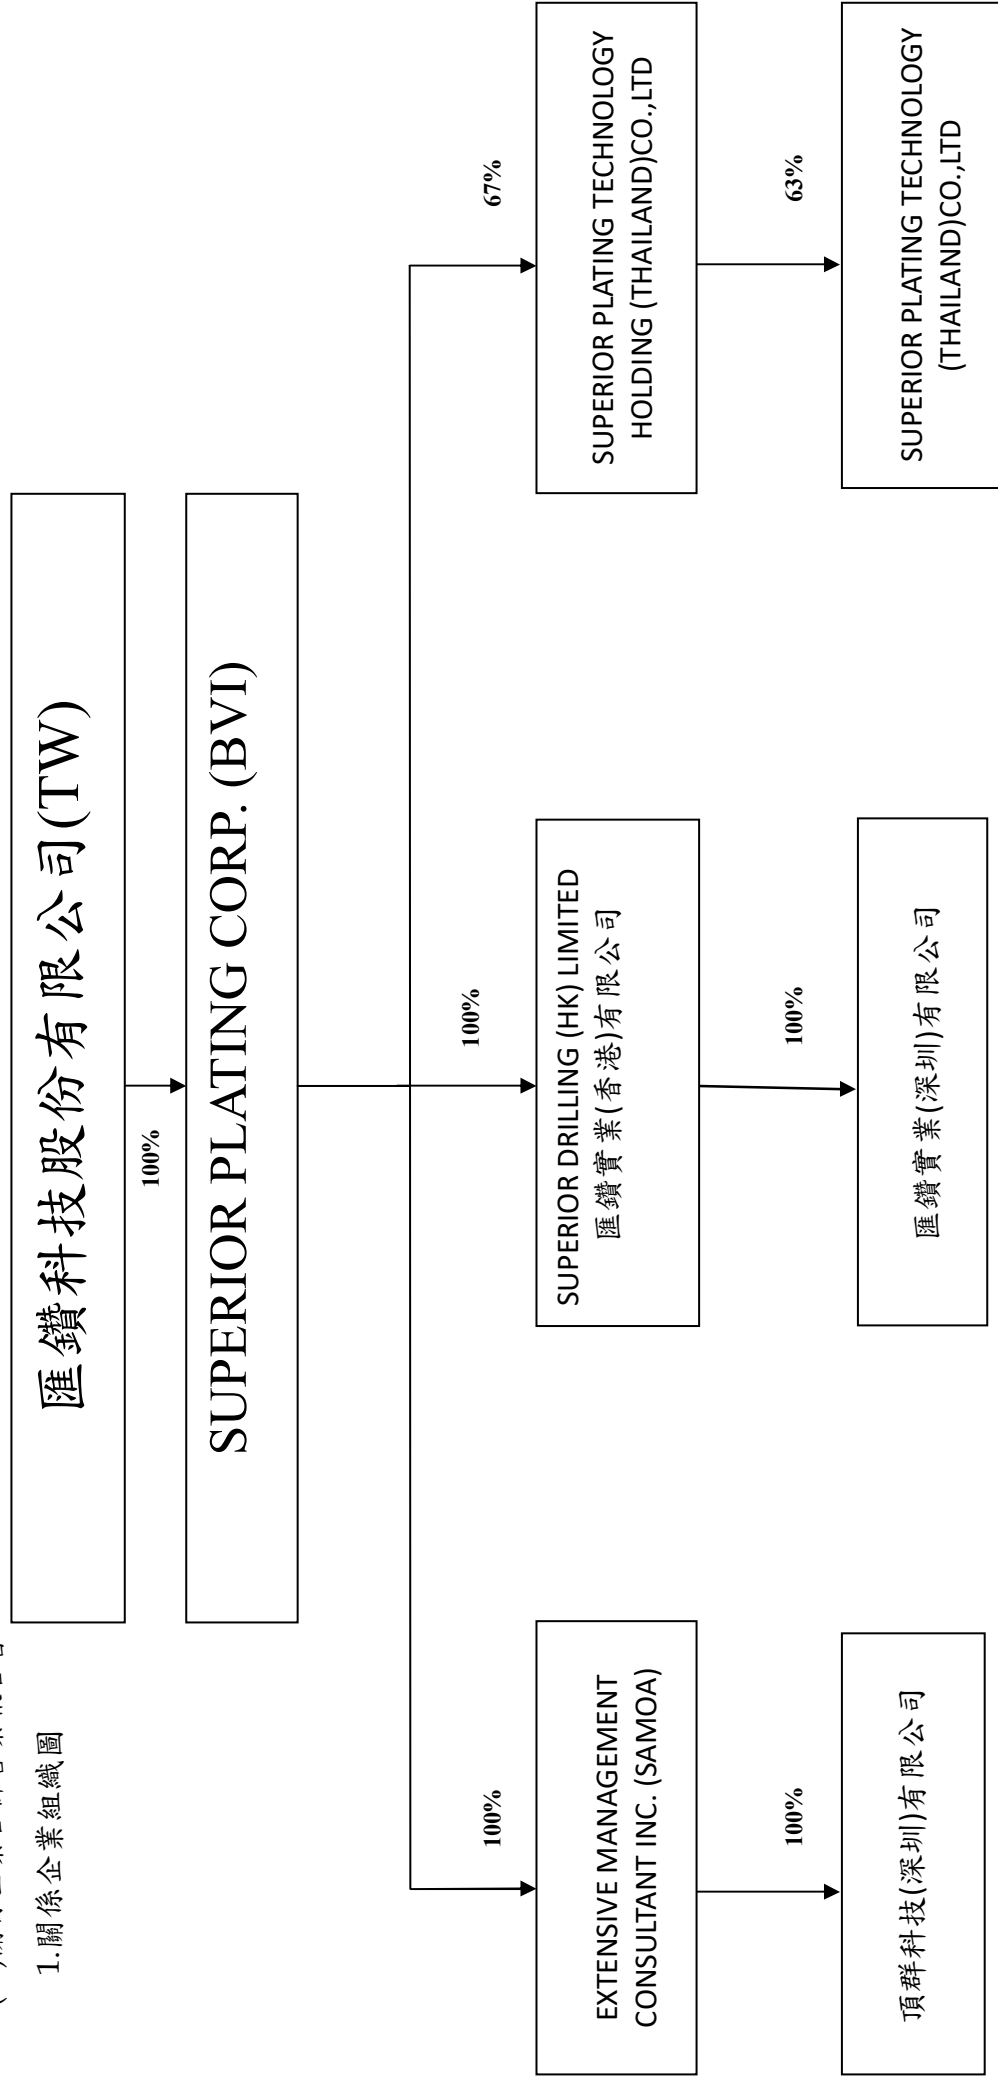 1.關係企業組織圖
匯鑽科技股份有限公司(TW)
100%
SUPERIOR PLATING CORP. (BVI)
100%
EXTENSIVE MANAGEMENT
CONSULTANT INC. (SAMOA)
100%
頂群科技(深圳)有限公司
100%
SUPERIOR DRILLING (HK) LIMITED
匯鑽實業(香港)有限公司
100%
匯鑽實業(深圳)有限公司
67%
SUPERIOR PLATING TECHNOLOGY
HOLDING (THAILAND)CO.,LTD
63%
SUPERIOR PLATING TECHNOLOGY
(THAILAND)CO.,LTD